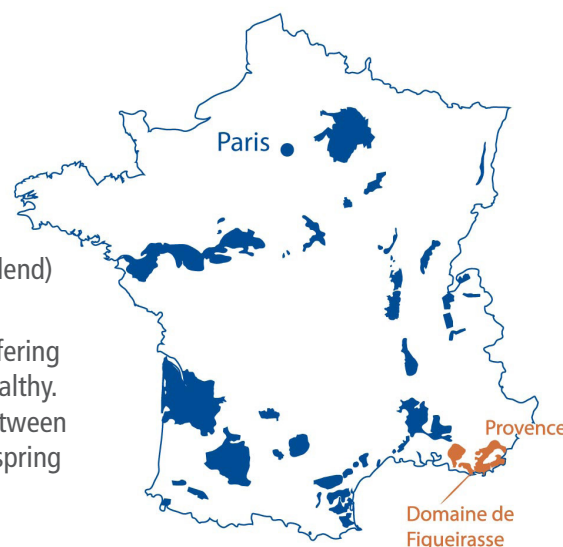 Paris
lend)
fering
althy.
tween
spring
Provence
Domaine de
Figueirasse